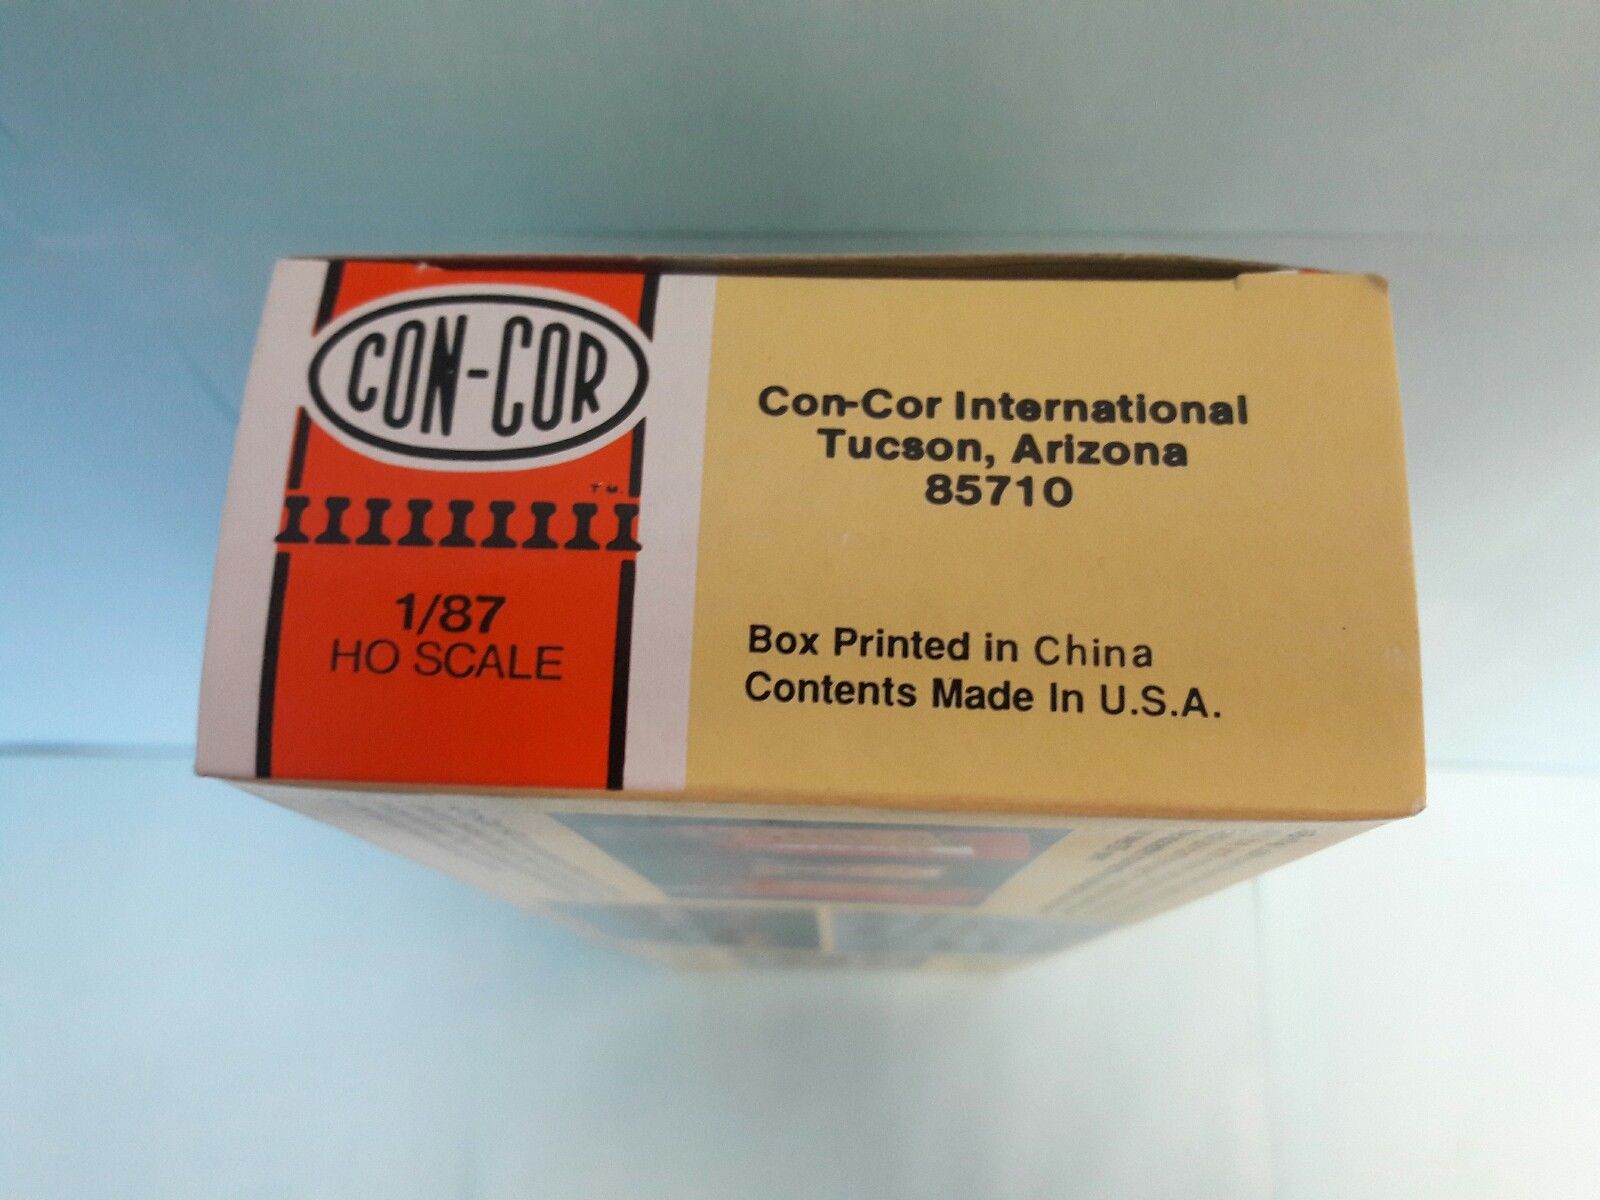 CON-COR
TM.
1/87
HO SCALE
Con-Cor International
Tucson, Arizona
85710
Box Printed in China
Contents Made In U.S.A.